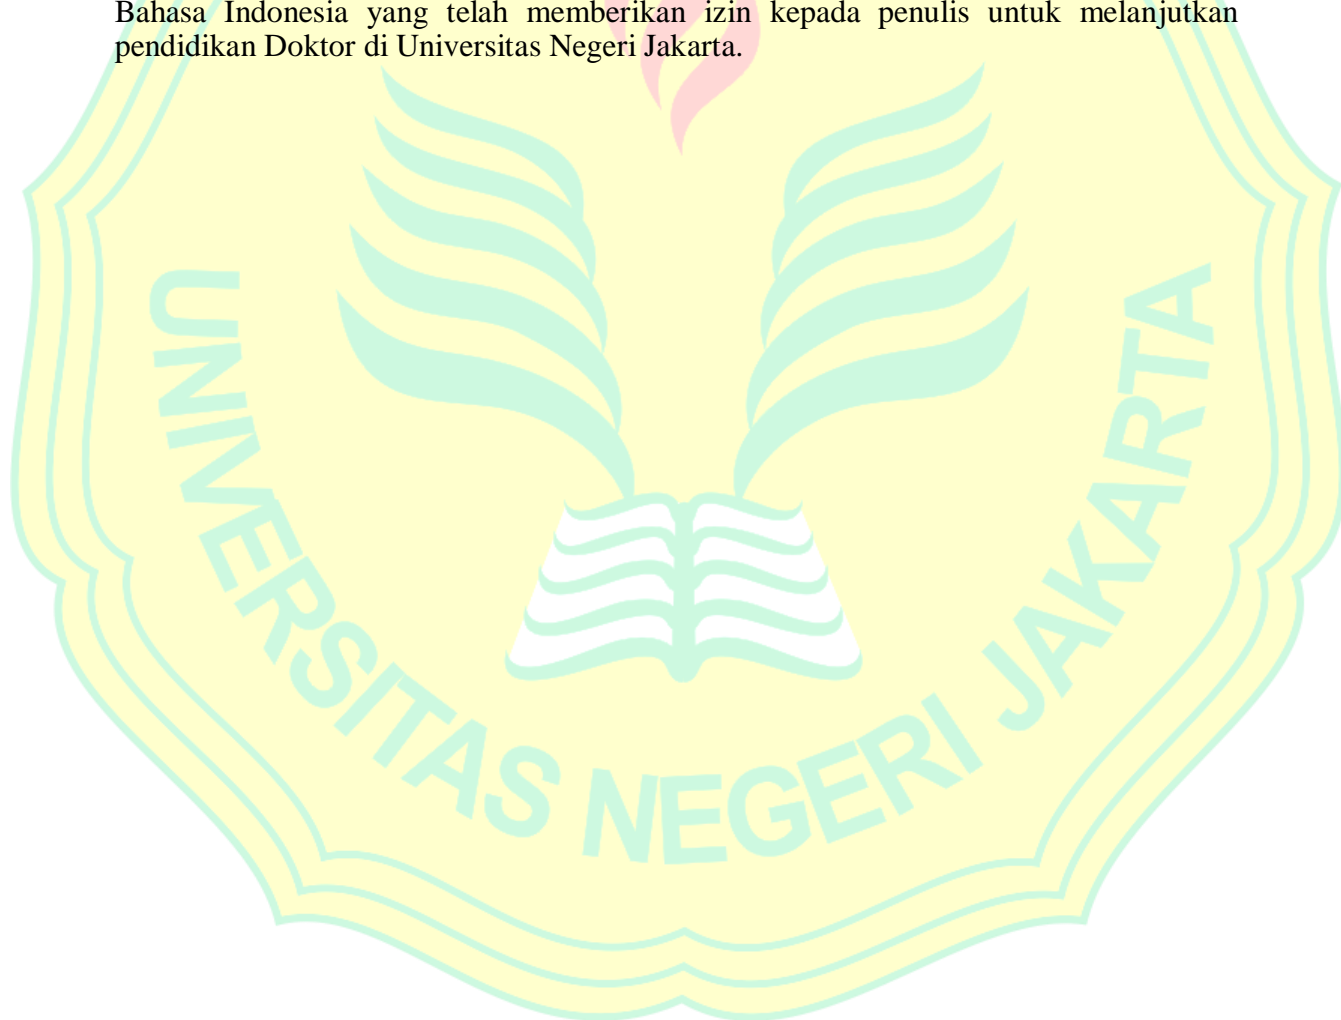 Bahasa Indonesia yang telah memberikan izin kepada penulis untuk melanjutkan
pendidikan Doktor di Universitas Negeri Jakarta.
UNIVERSITAS NEGERI JAKARTA